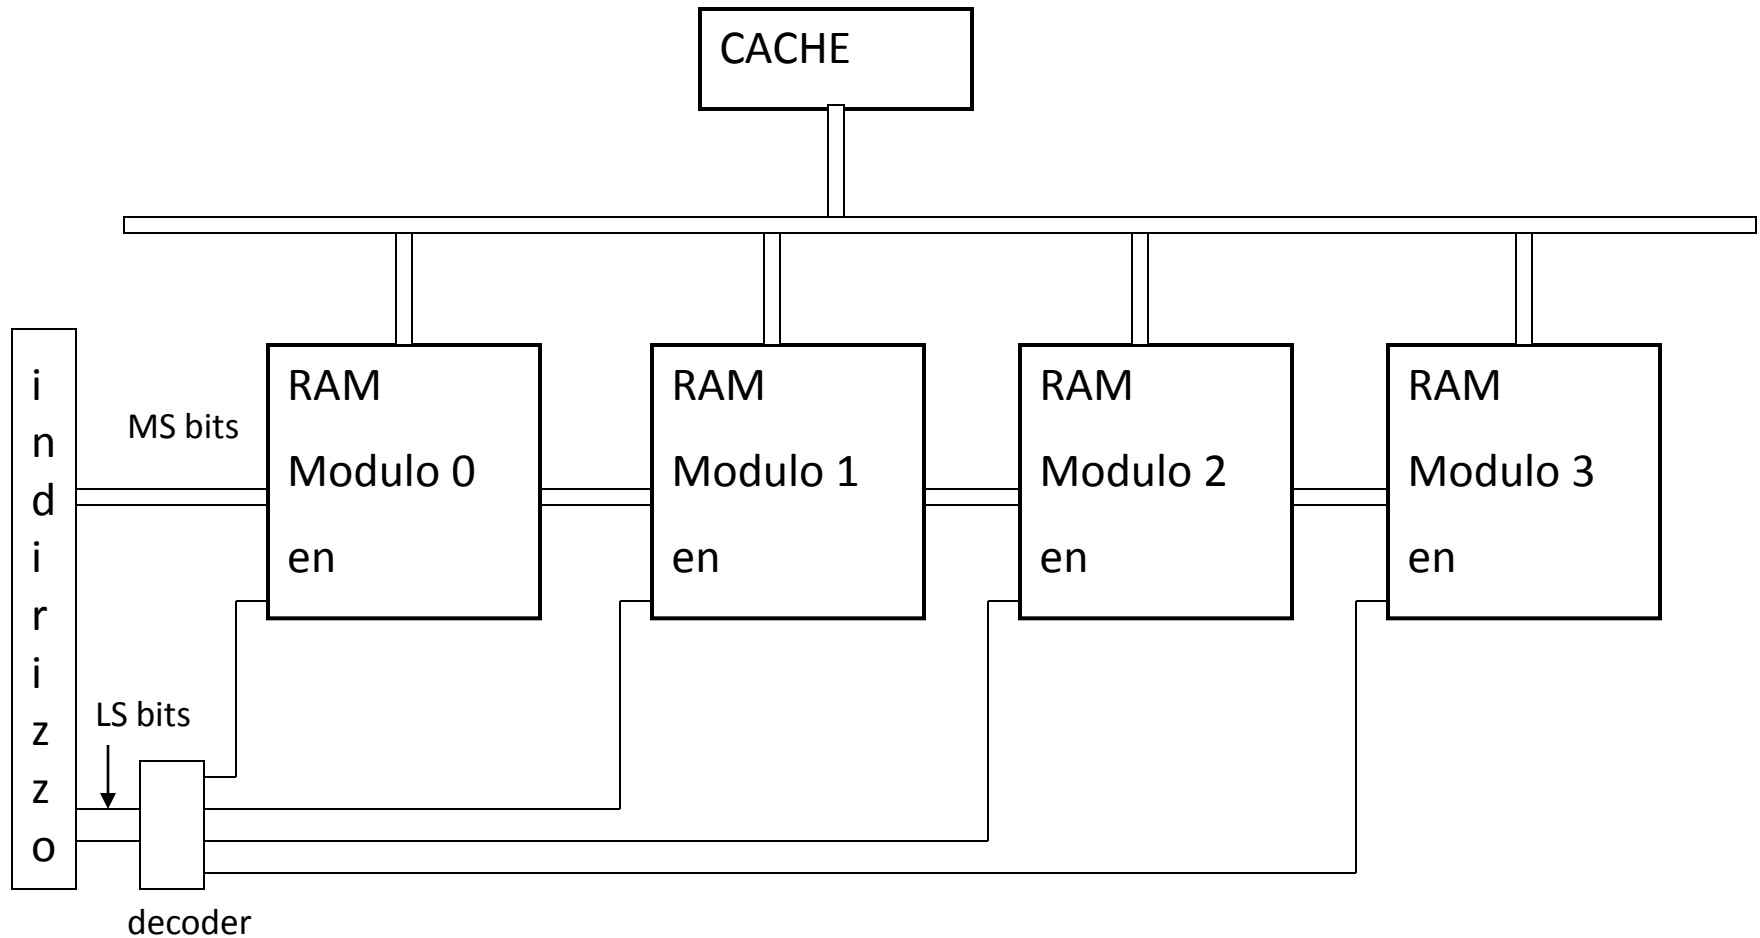 CACHE
i
n
d
i
r
i
z
z
o
MS bits
RAM
Modulo 0
en
RAM
Modulo 1
en
RAM
Modulo 2
en
RAM
Modulo 3
en
LS bits
decoder